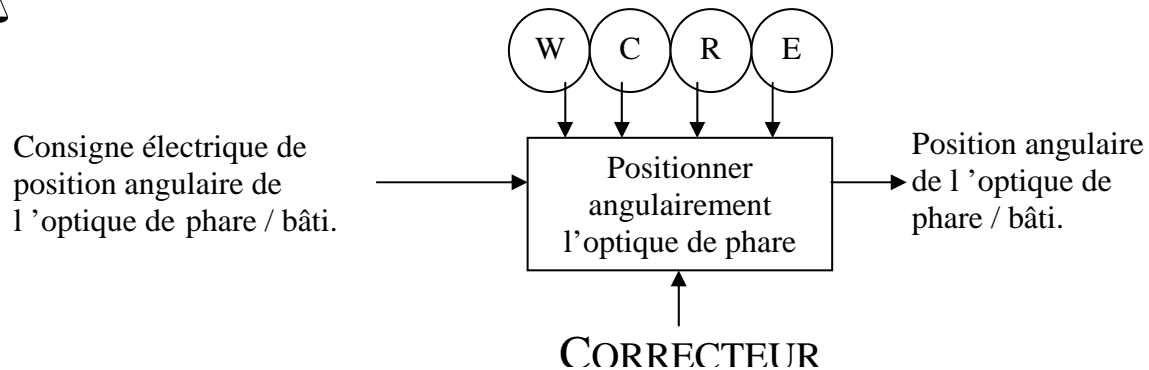 W C R E
Consigne électrique de
position angulaire de
l ’optique de phare / bâti.
Positionner
angulairement
l’optique de phare
Position angulaire
de l ’optique de
phare / bâti.
CORRECTEUR